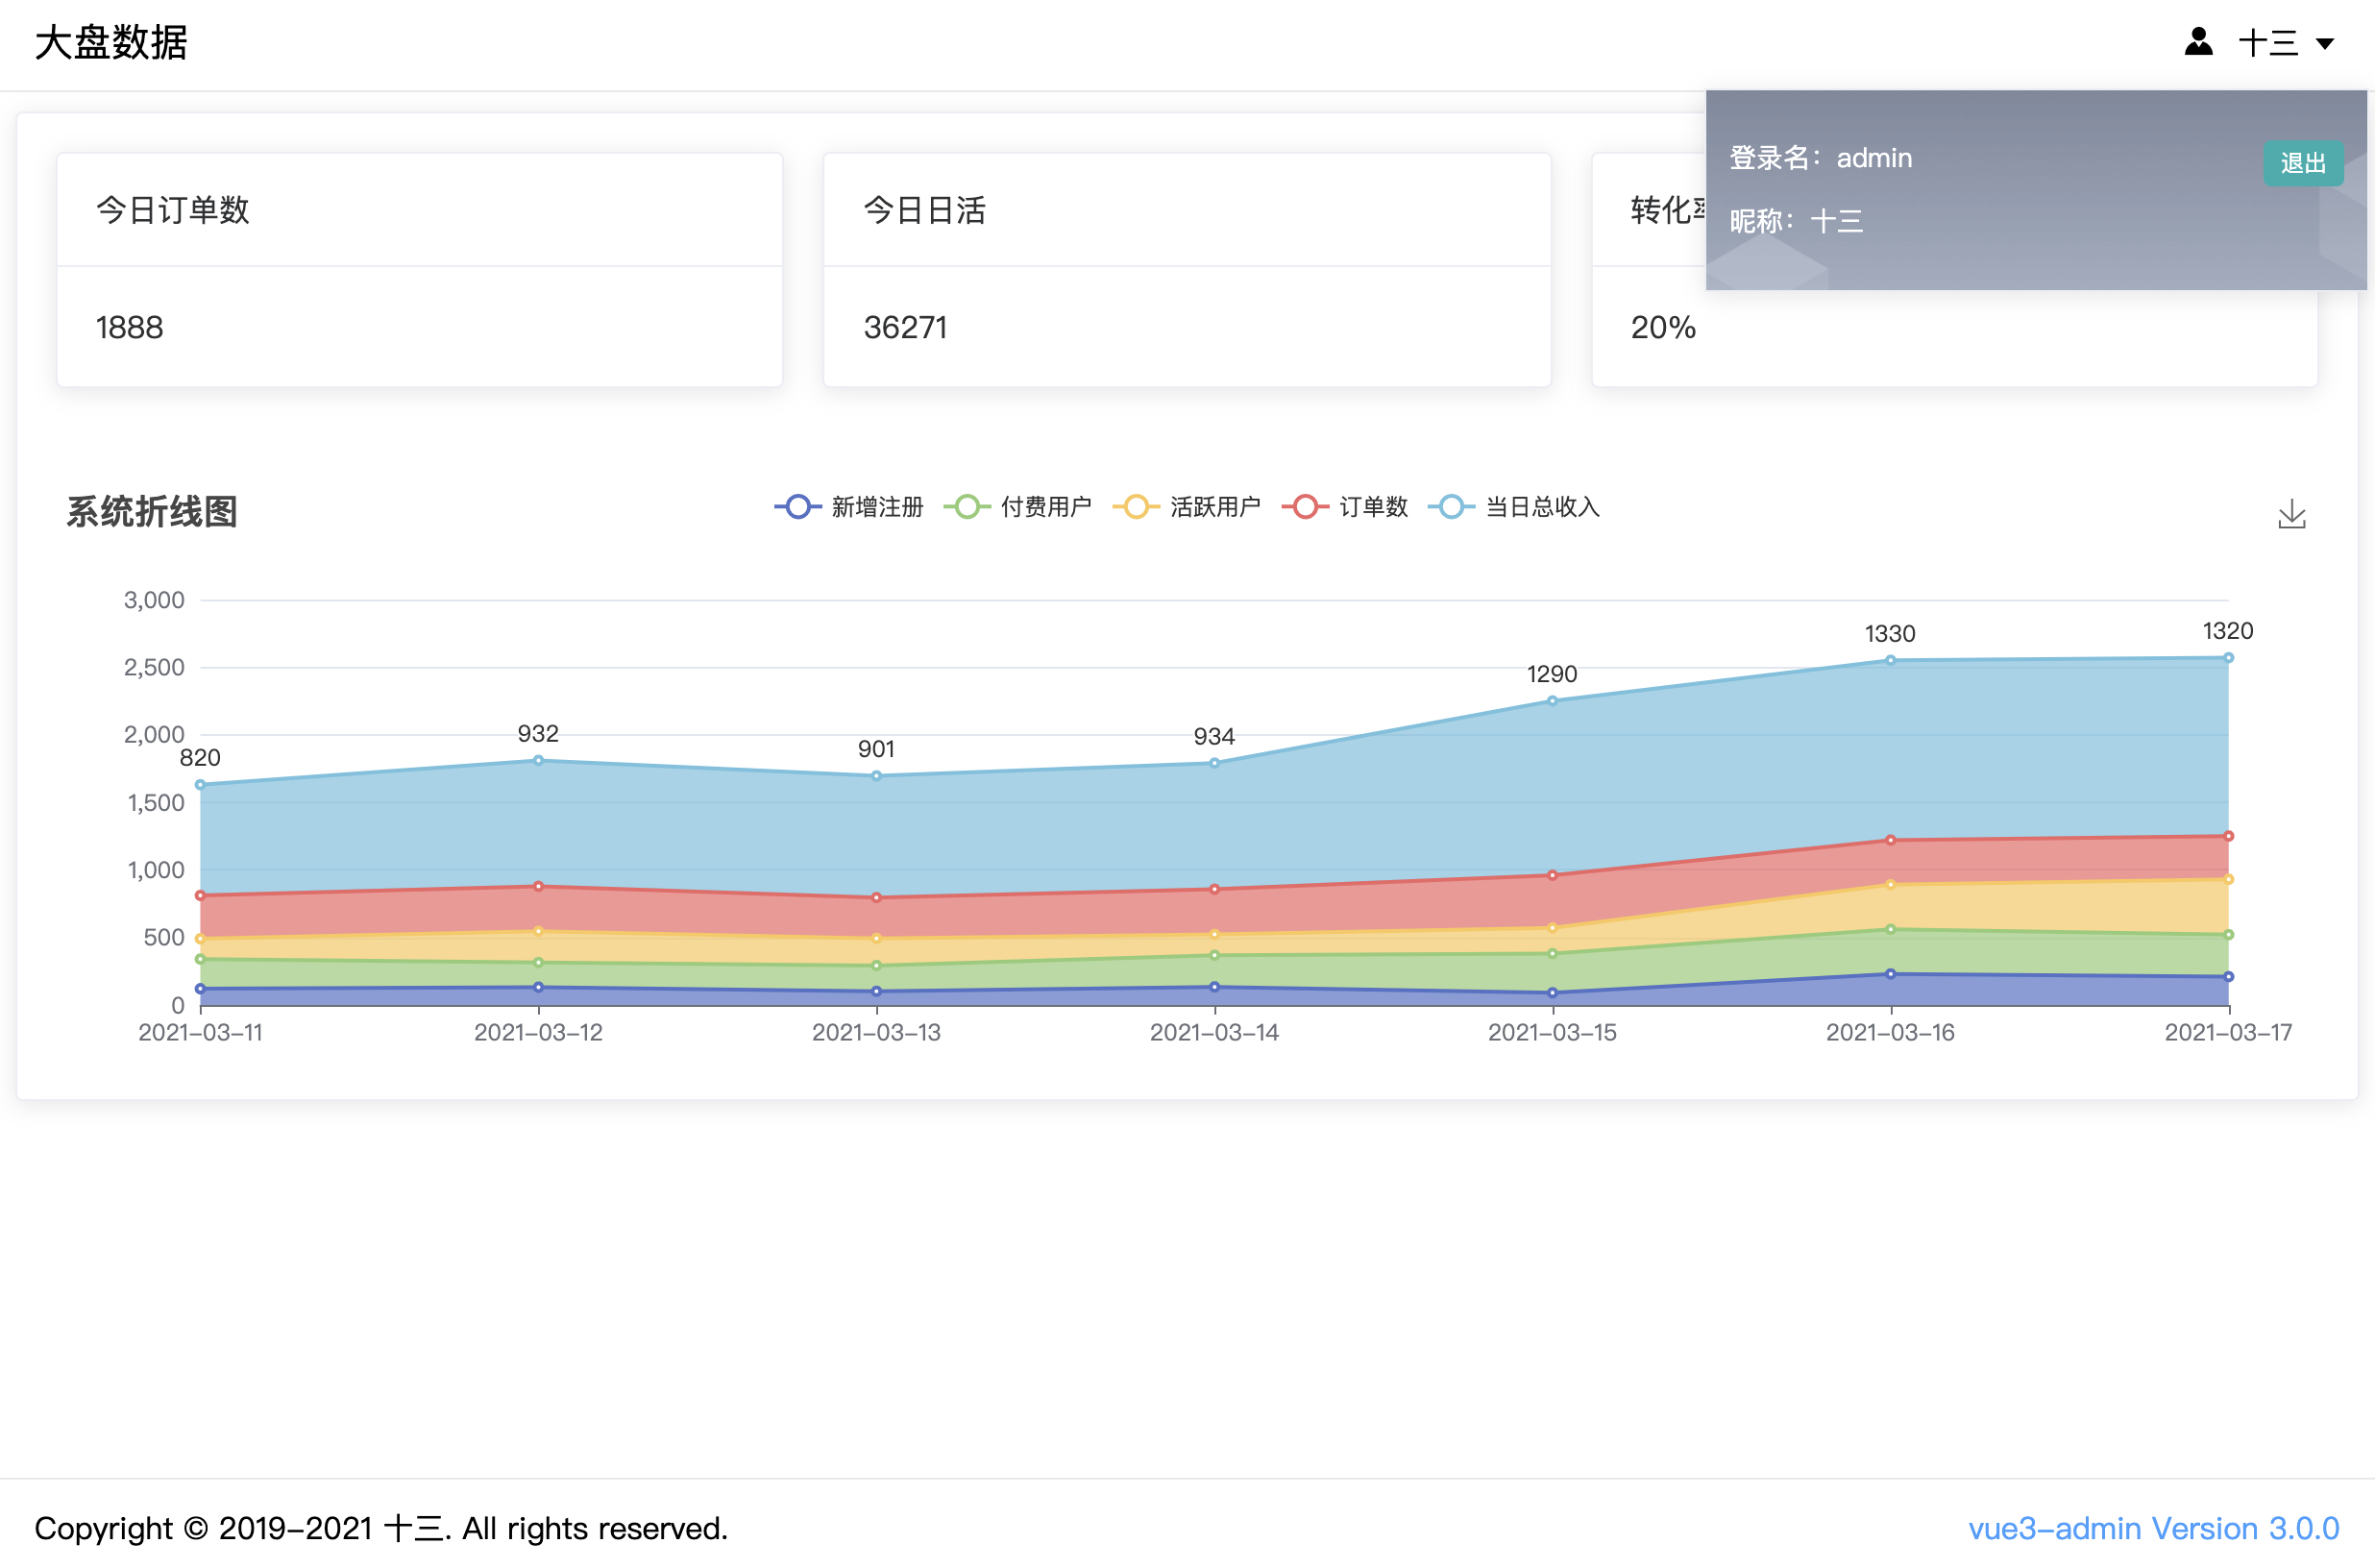 大盘数据
十三
登录名：admin
退出
昵称：十三
今日订单数
今日日活
转化
1888
36271
20%
系统折线图
新增注册
付费用户
活跃用户
订单数
当日总收入
3,000
2,500
2,000
1,500
1,000
500
0
820
932
901
934
1290
1330
1320
2021-03-11
2021-03-12
2021-03-13
2021-03-14
2021-03-15
2021-03-16
2021-03-17
Copyright © 2019-2021 十三. All rights reserved.
vue3-admin Version 3.0.0